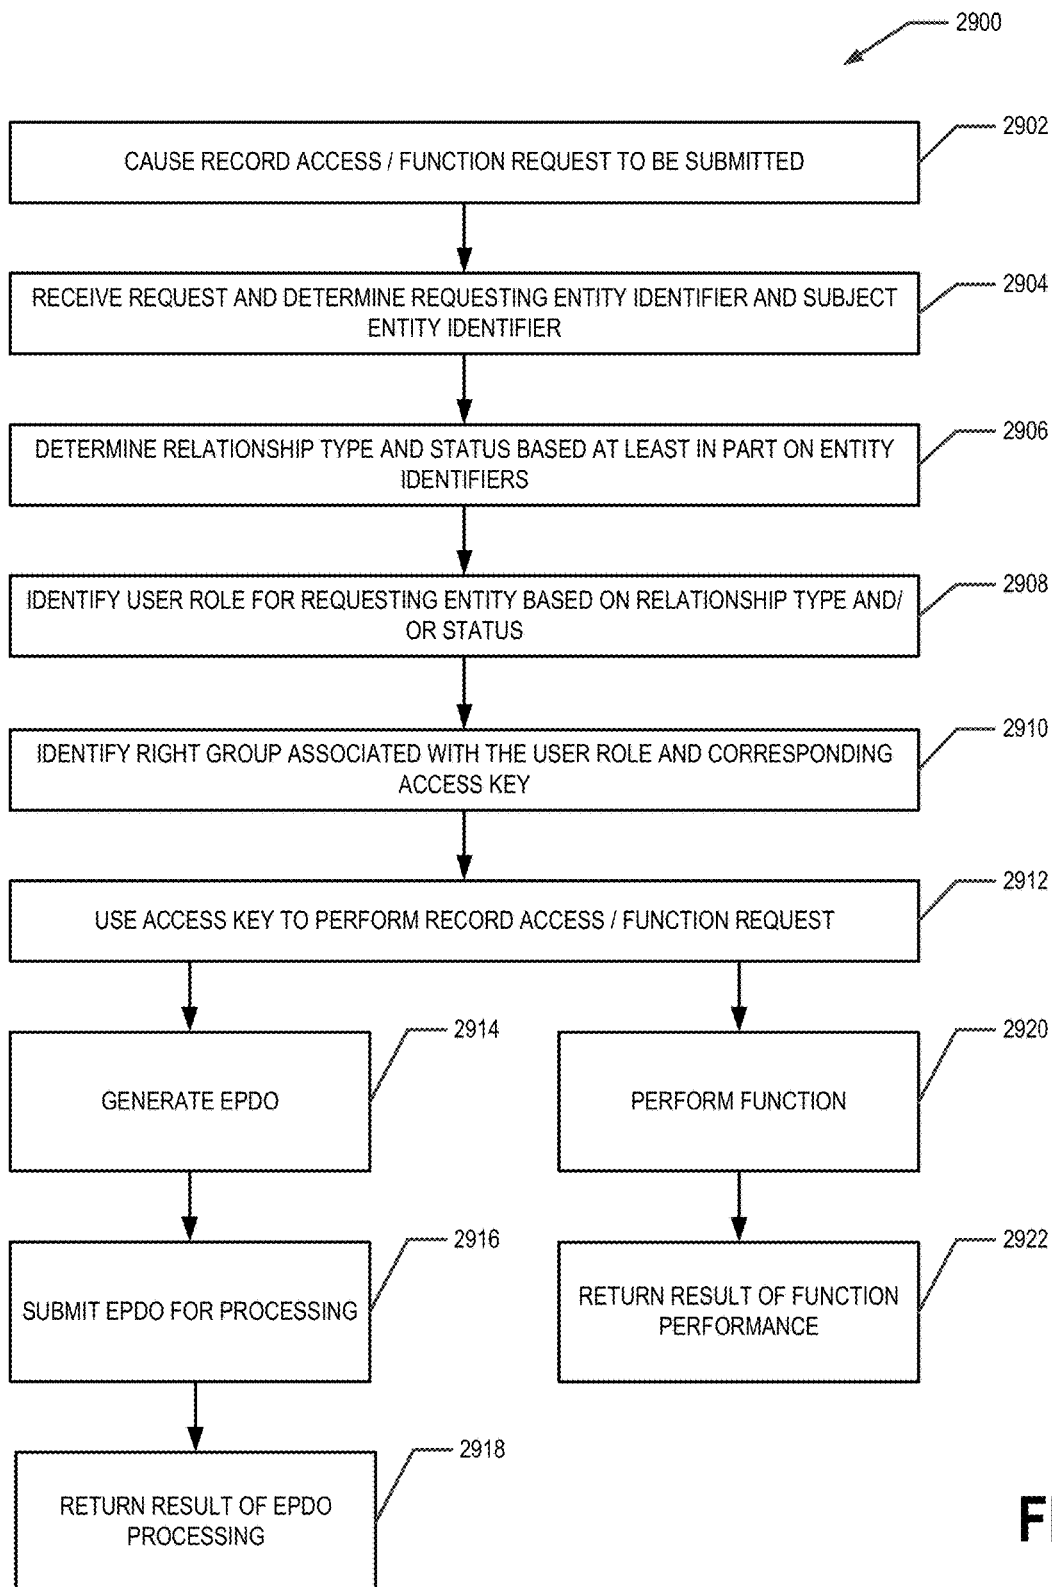 2900
CAUSE RECORD ACCESS / FUNCTION REQUEST TO BE SUBMITTED
2902
RECEIVE REQUEST AND DETERMINE REQUESTING ENTITY IDENTIFIER AND SUBJECT
ENTITY IDENTIFIER
2904
DETERMINE RELATIONSHIP TYPE AND STATUS BASED AT LEAST IN PART ON ENTITY
IDENTIFIERS
2906
IDENTIFY USER ROLE FOR REQUESTING ENTITY BASED ON RELATIONSHIP TYPE AND/
OR STATUS
2908
IDENTIFY RIGHT GROUP ASSOCIATED WITH THE USER ROLE AND CORRESPONDING
ACCESS KEY
2910
USE ACCESS KEY TO PERFORM RECORD ACCESS / FUNCTION REQUEST
2912
GENERATE EPDO
2914
SUBMIT EPDO FOR PROCESSING
2916
RETURN RESULT OF EPDO
PROCESSING
2918
PERFORM FUNCTION
2920
RETURN RESULT OF FUNCTION
PERFORMANCE
2922